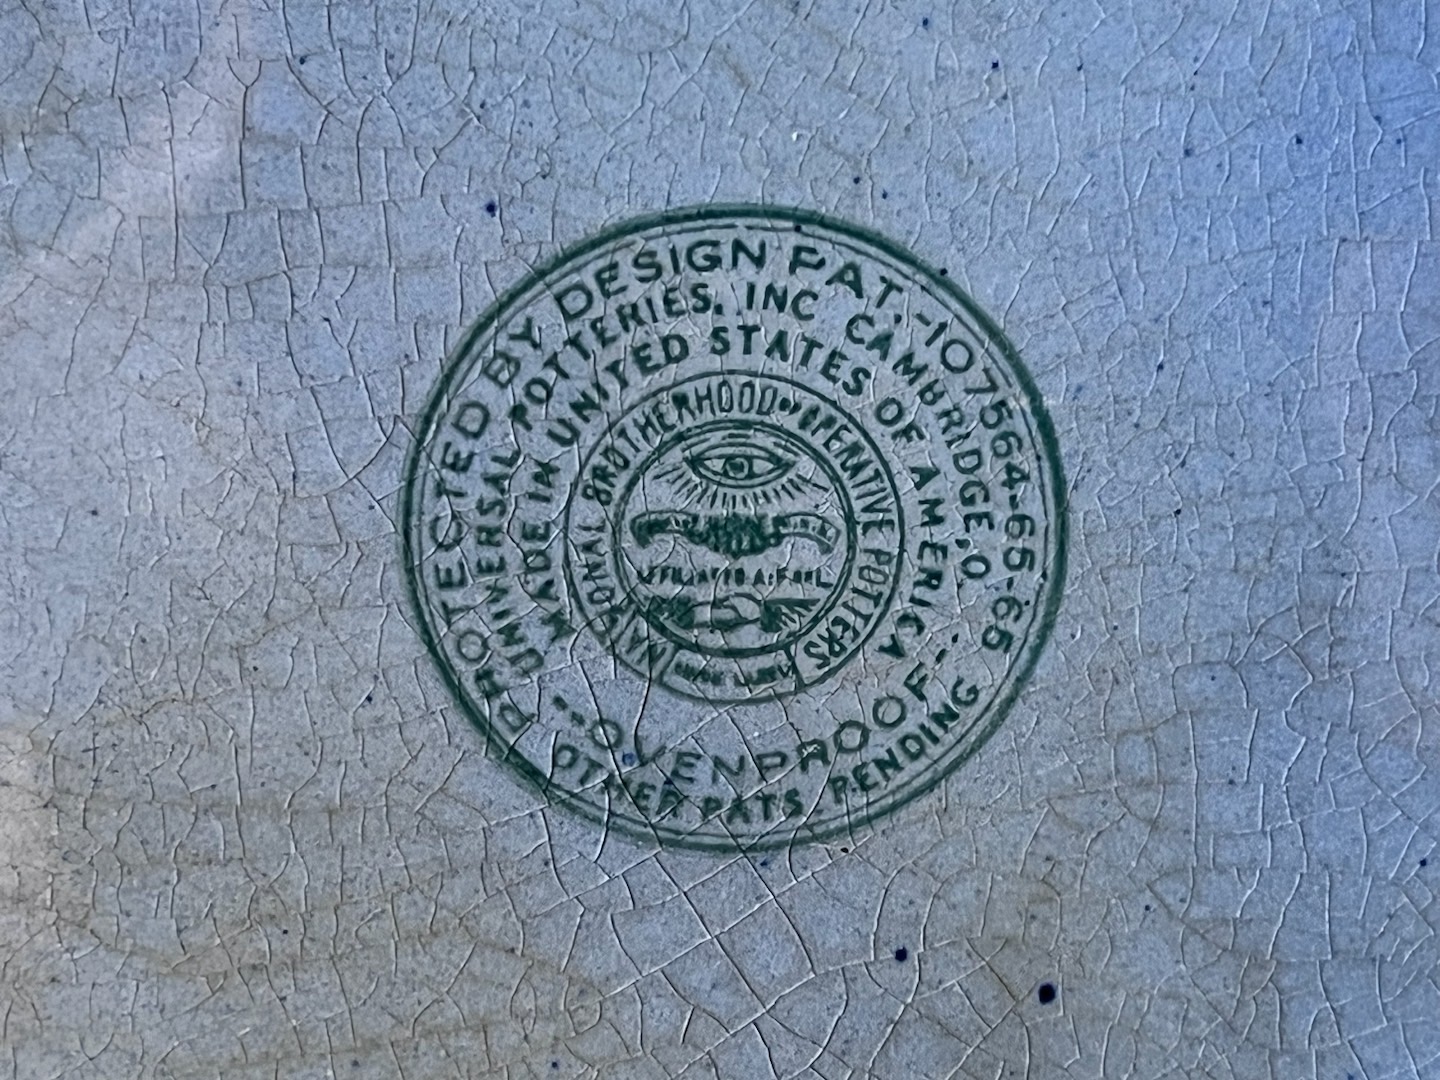 PROTECTED BY DESIGN PAT.-107564-65-65
UNIVERSAL POTTERIES, INC CAMBRIDGE, O.
MADE IN UNITED STATES OF AMERICA
NATIONAL BROTHERHOOD OF OPERATIVE POTTERS
--OVENPROOF--
OTHER PATS PENDING